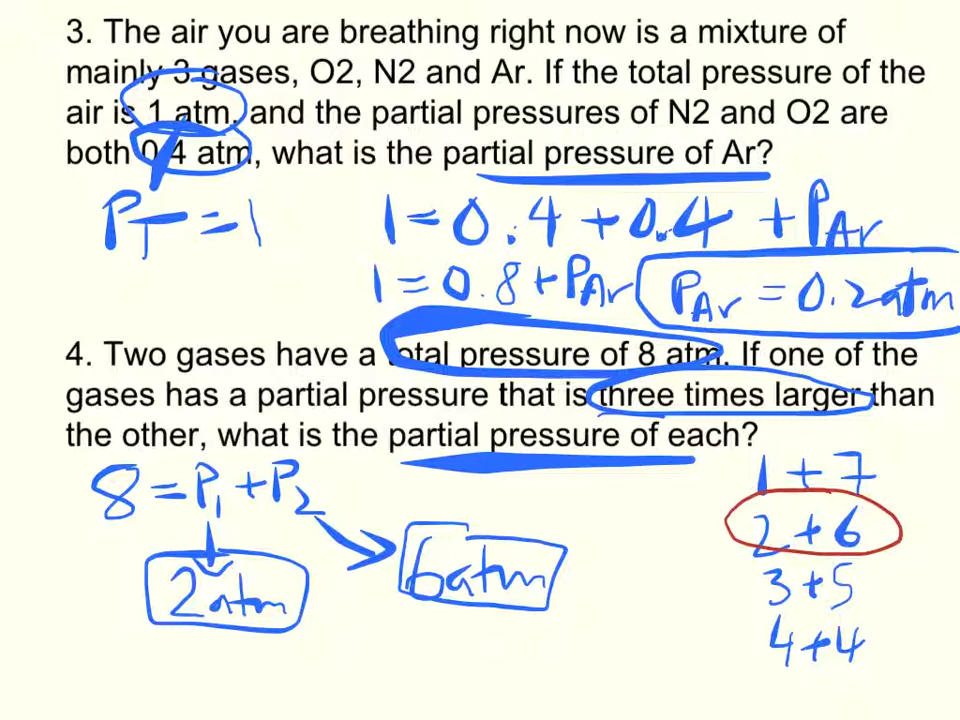 3. The air you are breathing right now is a mixture of
mainly 3 gases, O2, N2 and Ar. If the total pressure of the
air is 1 atm, and the partial pressures of N2 and O2 are
both 0.4 atm, what is the partial pressure of Ar?
PT = 1
1 = 0.4 + 0.4 + PAr
1 = 0.8 + PAr
PAr = 0.2 atm
4. Two gases have a total pressure of 8 atm. If one of the
gases has a partial pressure that is three times larger than
the other, what is the partial pressure of each?
8 = P1 + P2
2 atm
6 atm
1 + 7
2 + 6
3 + 5
4 + 4